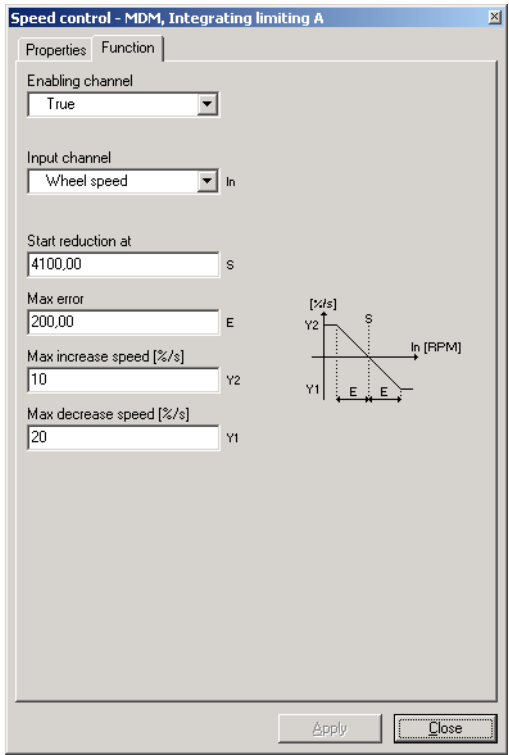 Speed control - MDM, Integrating limiting A
Properties Function
Enabling channel
True
Input channel
Wheel speed In
Start reduction at
4100,00 S
Max error
200,00 E
Max increase speed [%/s]
10 Y2
Max decrease speed [%/s]
20 Y1
[%/s]
Y2 S
In [RPM]
Y1 E E
Apply Close